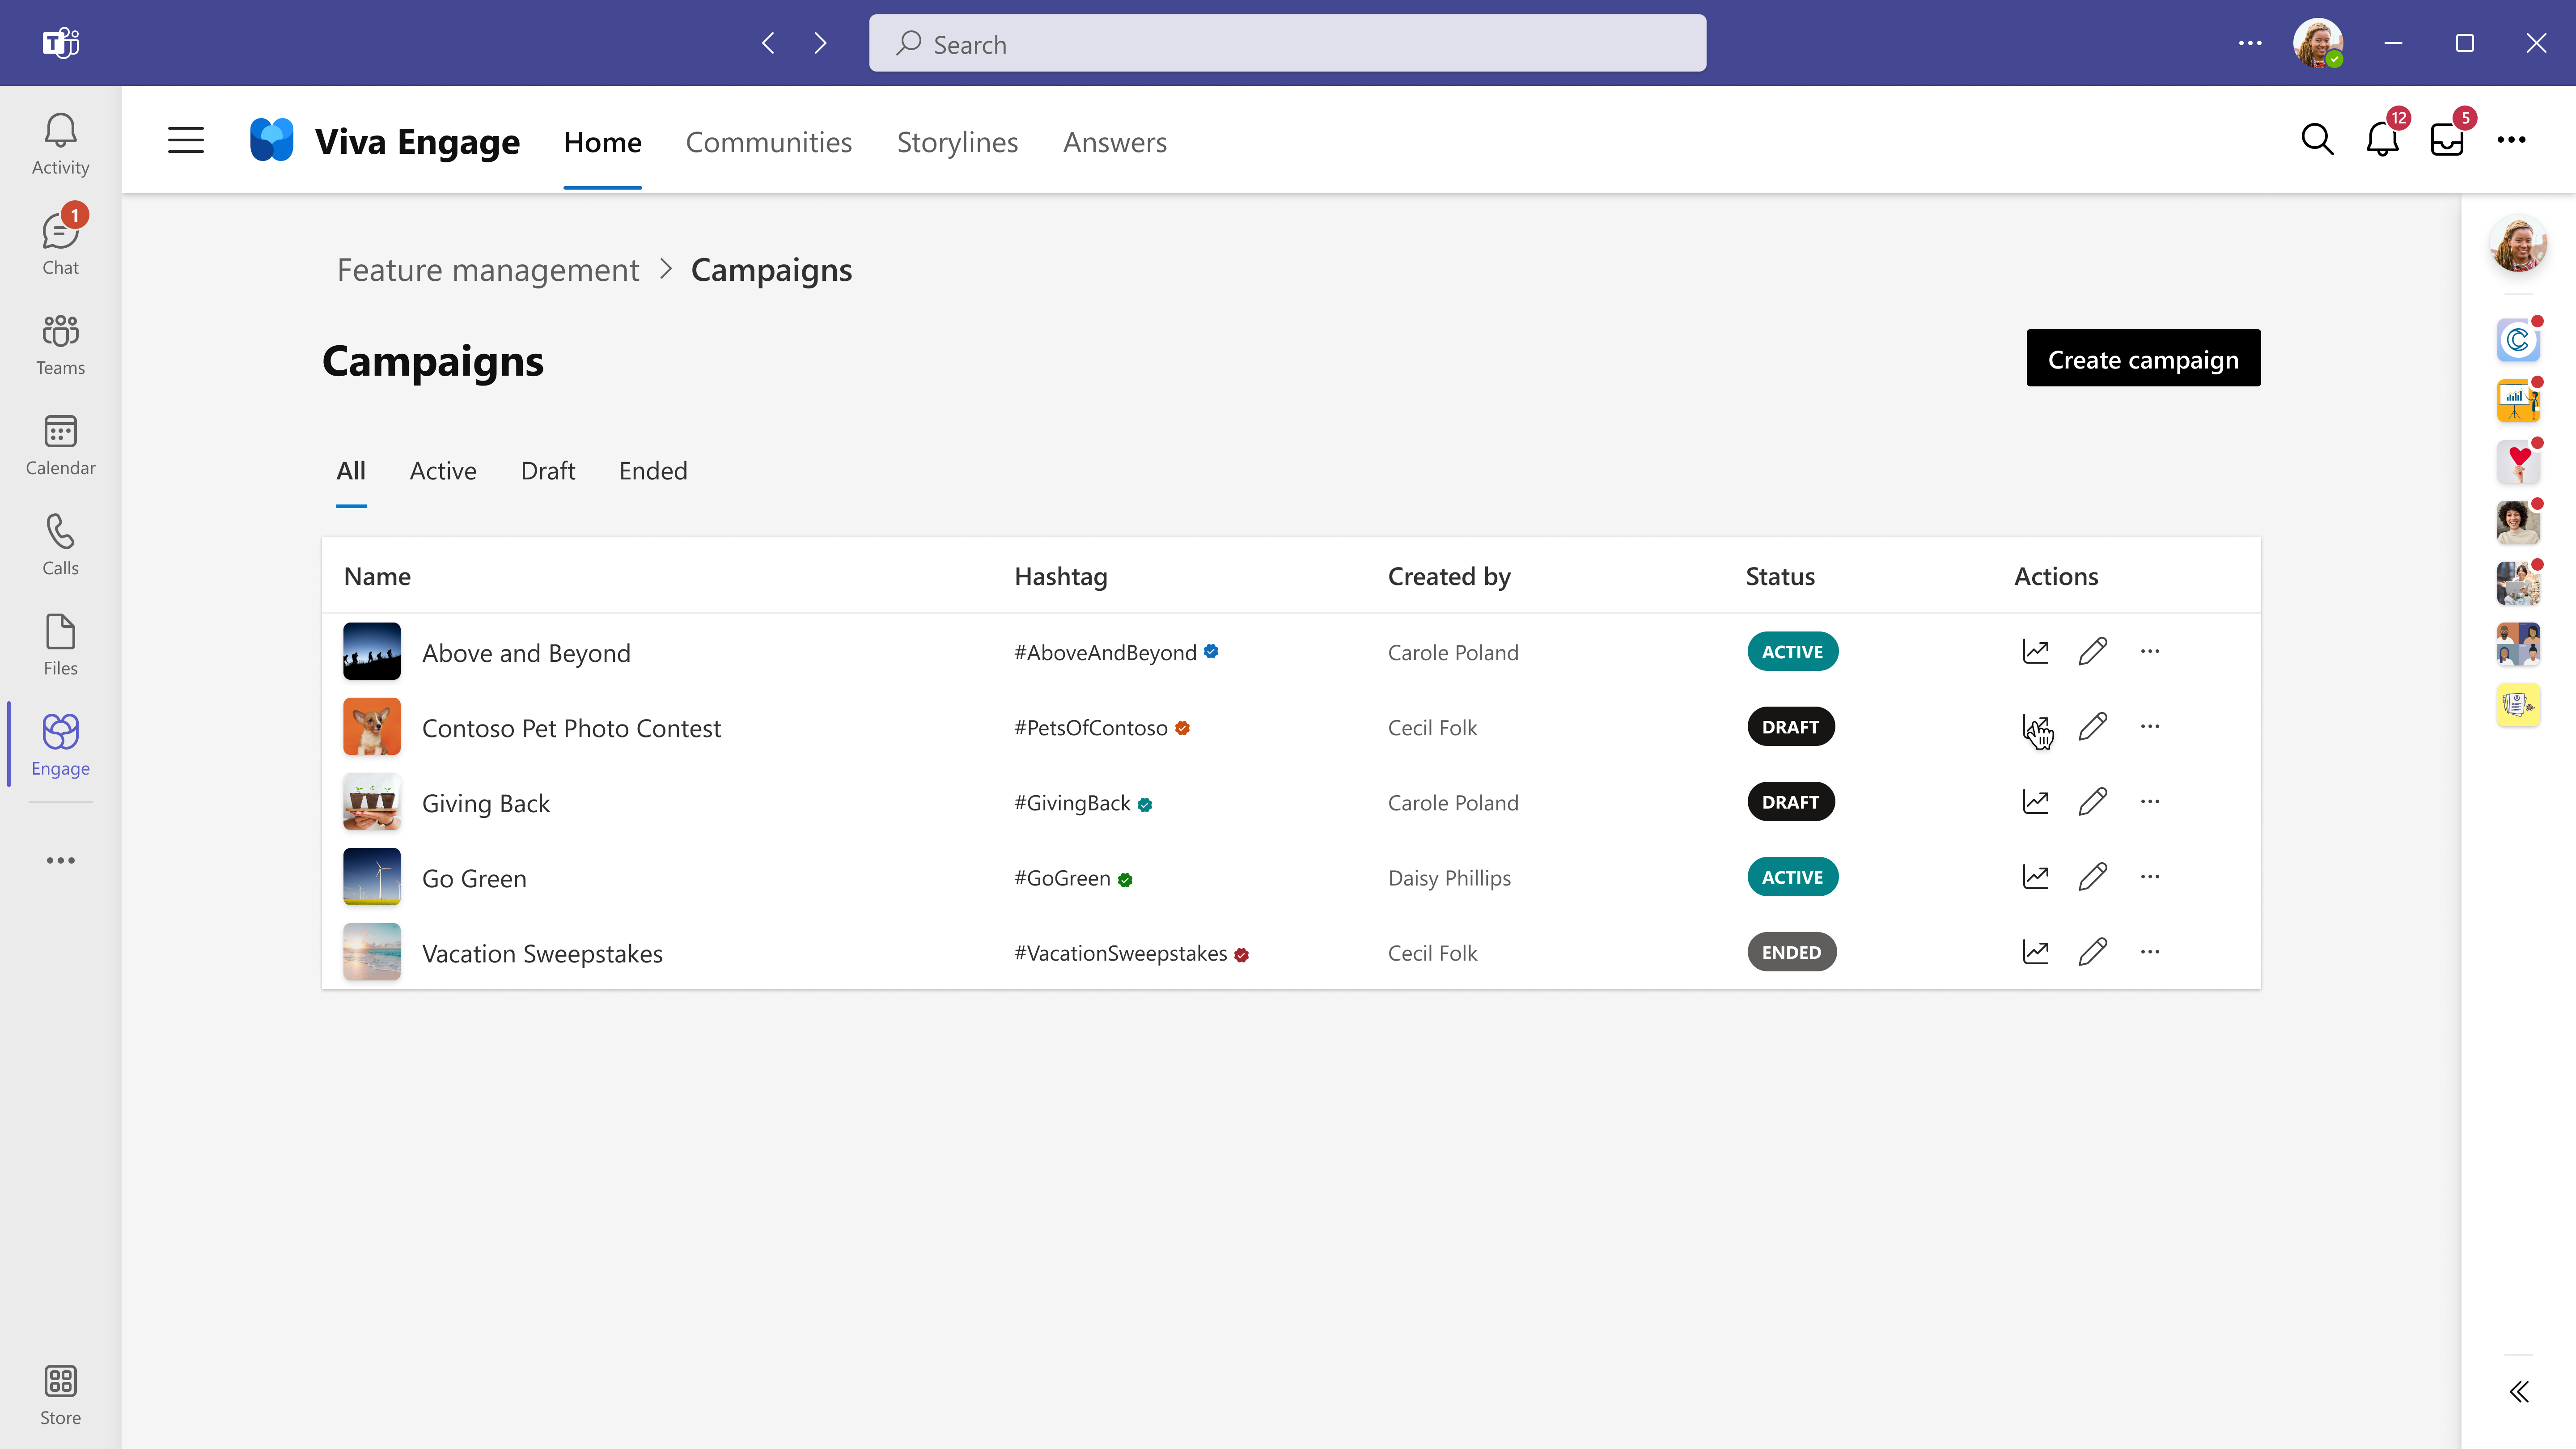 Search
Activity
1
Chat
Teams
Calendar
Calls
Files
Engage
Store
Viva Engage
Home
Communities
Storylines
Answers
12
5
Feature management > Campaigns
Campaigns
Create campaign
All
Active
Draft
Ended
Name Hashtag Created by Status Actions
Above and Beyond #AboveAndBeyond Carole Poland ACTIVE
Contoso Pet Photo Contest #PetsOfContoso Cecil Folk DRAFT
Giving Back #GivingBack Carole Poland DRAFT
Go Green #GoGreen Daisy Phillips ACTIVE
Vacation Sweepstakes #VacationSweepstakes Cecil Folk ENDED